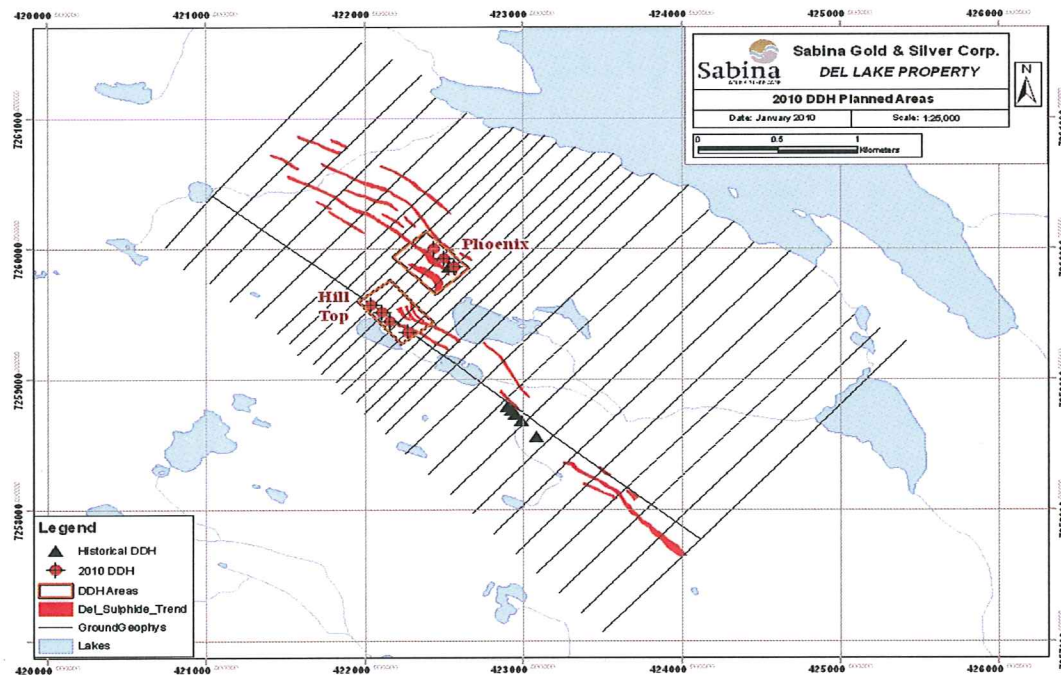 420000 421000 422000 423000 424000 425000 426000
Sabina
Sabina Gold & Silver Corp.
DEL LAKE PROPERTY
2010 DDH Planned Areas
Date: January 2010
Scale: 1:25,000
0 0.5 1
Kilometers
N
7261000
7260000
7259000
7258000
Phoenix
Hill
Top
Legend
Historical DDH
2010 DDH
DDH Areas
Del_Sulphide_Trend
GroundGeophys
Lakes
420000 421000 422000 423000 424000 425000 426000